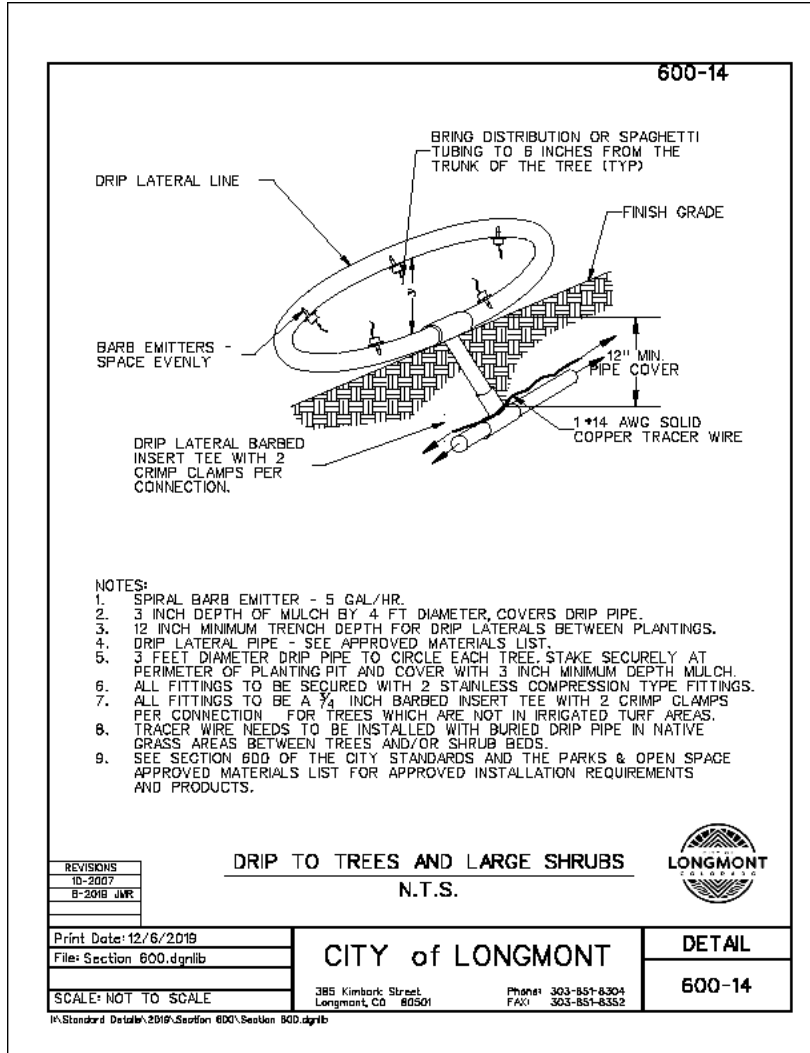 600-14
BRING DISTRIBUTION OR SPAGHETTI
TUBING TO 6 INCHES FROM THE
TRUNK OF THE TREE (TYP)
DRIP LATERAL LINE
FINISH GRADE
3'
BARB EMITTERS -
SPACE EVENLY
12" MIN.
PIPE COVER
1 #14 AWG SOLID
COPPER TRACER WIRE
DRIP LATERAL BARBED
INSERT TEE WITH 2
CRIMP CLAMPS PER
CONNECTION.
NOTES:
1. SPIRAL BARB EMITTER - 5 GAL/HR.
2. 3 INCH DEPTH OF MULCH BY 4 FT DIAMETER, COVERS DRIP PIPE.
3. 12 INCH MINIMUM TRENCH DEPTH FOR DRIP LATERALS BETWEEN PLANTINGS.
4. DRIP LATERAL PIPE - SEE APPROVED MATERIALS LIST.
5. 3 FEET DIAMETER DRIP PIPE TO CIRCLE EACH TREE. STAKE SECURELY AT
PERIMETER OF PLANTING PIT AND COVER WITH 3 INCH MINIMUM DEPTH MULCH.
6. ALL FITTINGS TO BE SECURED WITH 2 STAINLESS COMPRESSION TYPE FITTINGS.
7. ALL FITTINGS TO BE A ¾ INCH BARBED INSERT TEE WITH 2 CRIMP CLAMPS
PER CONNECTION FOR TREES WHICH ARE NOT IN IRRIGATED TURF AREAS.
8. TRACER WIRE NEEDS TO BE INSTALLED WITH BURIED DRIP PIPE IN NATIVE
GRASS AREAS BETWEEN TREES AND/OR SHRUB BEDS.
9. SEE SECTION 600 OF THE CITY STANDARDS AND THE PARKS & OPEN SPACE
APPROVED MATERIALS LIST FOR APPROVED INSTALLATION REQUIREMENTS
AND PRODUCTS.
DRIP TO TREES AND LARGE SHRUBS
N.T.S.
CITY OF
LONGMONT
COLORADO
REVISIONS
10-2007
8-2019 JMR
Print Date: 12/6/2019
File: Section 600.dgnlib
SCALE: NOT TO SCALE
CITY of LONGMONT
385 Kimbark Street
Longmont, CO 80501
Phone: 303-651-8304
FAX: 303-651-8352
DETAIL
600-14
I:\Standard Details\2019\Section 600\Section 600.dgnlib